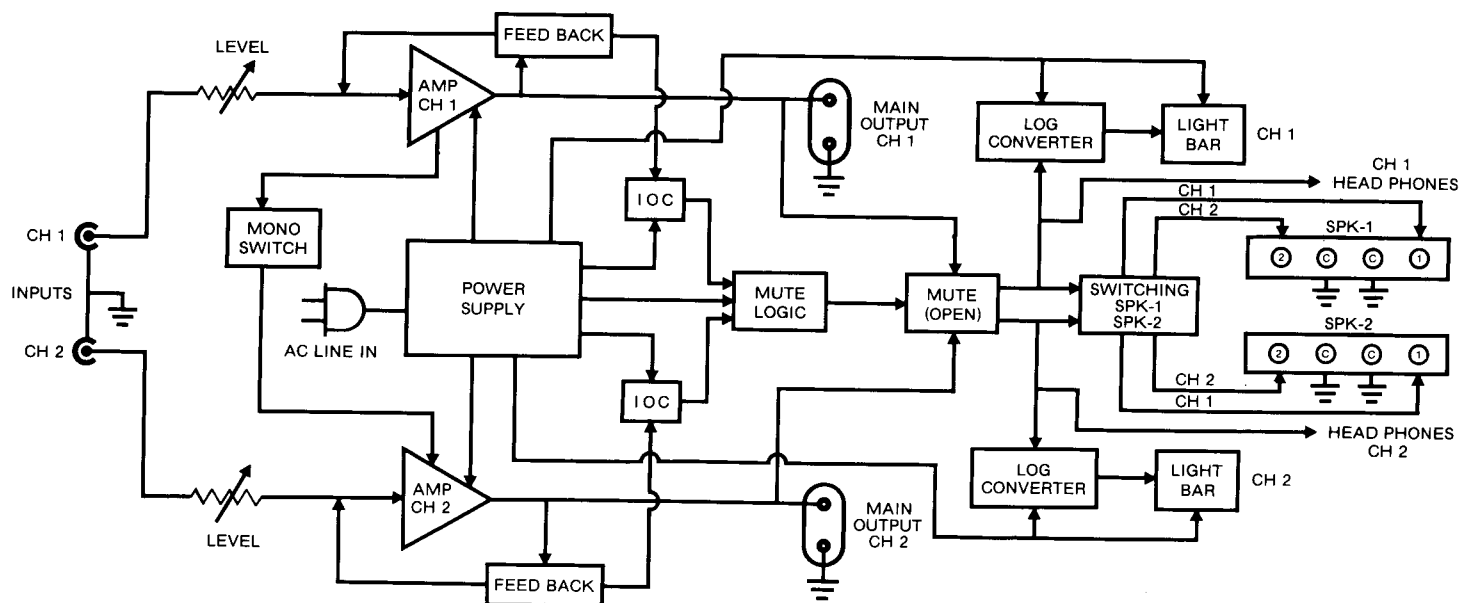 FEED BACK
LEVEL
AMP
CH 1
MAIN
OUTPUT
CH 1
LOG
CONVERTER
LIGHT
BAR
CH 1
CH 1
HEAD PHONES
IOC
CH 1
CH 2
MONO
SWITCH
CH 1
SPK-1
2
C
C
1
INPUTS
POWER
SUPPLY
MUTE
LOGIC
MUTE
(OPEN)
SWITCHING
SPK-1
SPK-2
SPK-2
2
C
C
1
CH 2
AC LINE IN
CH 2
CH 1
IOC
HEAD PHONES
CH 2
AMP
CH 2
LOG
CONVERTER
LIGHT
BAR
CH 2
LEVEL
MAIN
OUTPUT
CH 2
FEED BACK